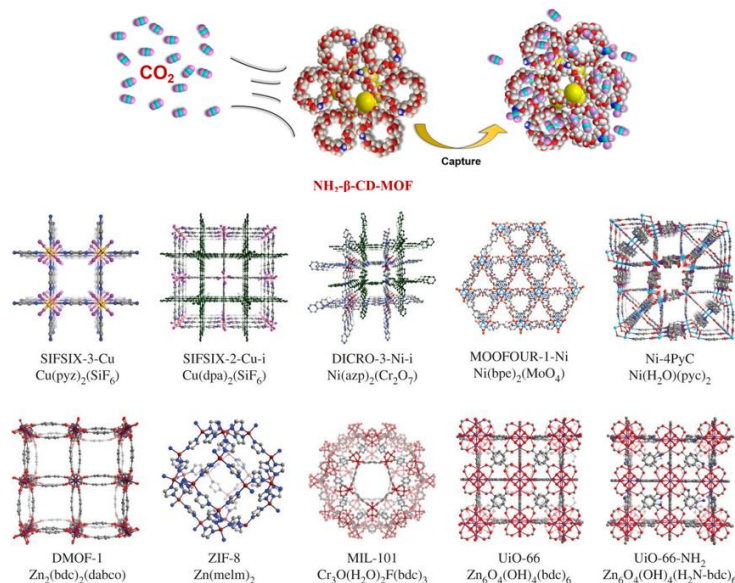 CO₂
Capture
NH₂-β-CD-MOF
SIFSIX-3-Cu
Cu(pyz)₂(SiF₆)
SIFSIX-2-Cu-i
Cu(dpa)₂(SiF₆)
DICRO-3-Ni-i
Ni(azp)₂(Cr₂O₇)
MOOFOUR-1-Ni
Ni(bpe)₂(MoO₄)
Ni-4PyC
Ni(H₂O)(pyc)₂
DMOF-1
Zn₂(bdc)₂(dabco)
ZIF-8
Zn(melm)₂
MIL-101
Cr₃O(H₂O)₂F(bdc)₃
UiO-66
Zn₆O₄(OH)₄(bdc)₆
UiO-66-NH₂
Zn₆O₄(OH)₄(H₂N-bdc)₆